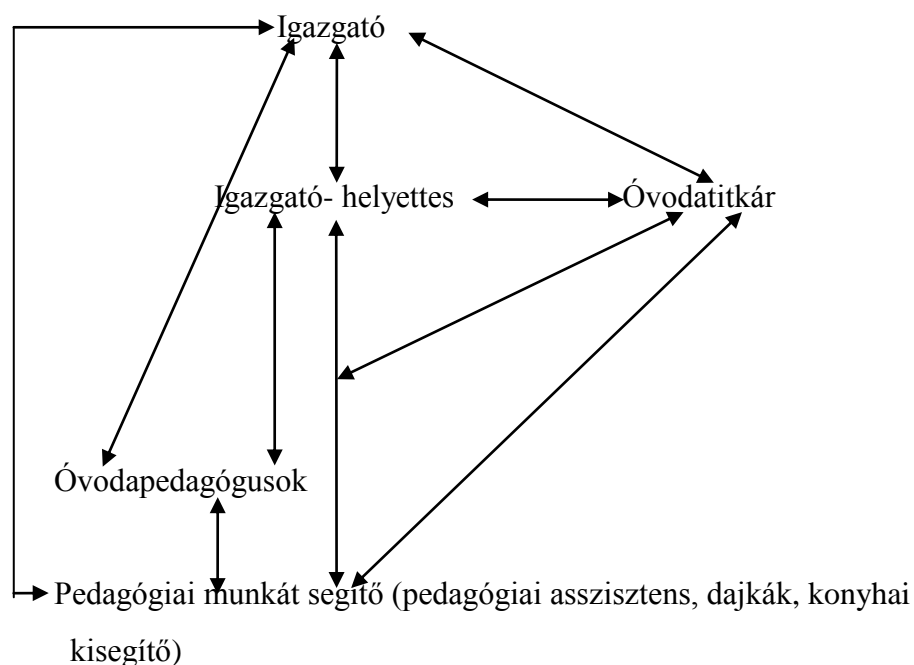 Igazgató
Igazgató- helyettes
Óvodatitkár
Óvodapedagógusok
Pedagógiai munkát segítő (pedagógiai asszisztens, dajkák, konyhai
kisegítő)